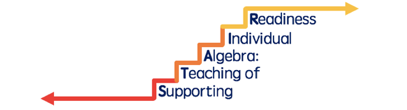 Readiness
Individual
Algebra:
Teaching of
Supporting